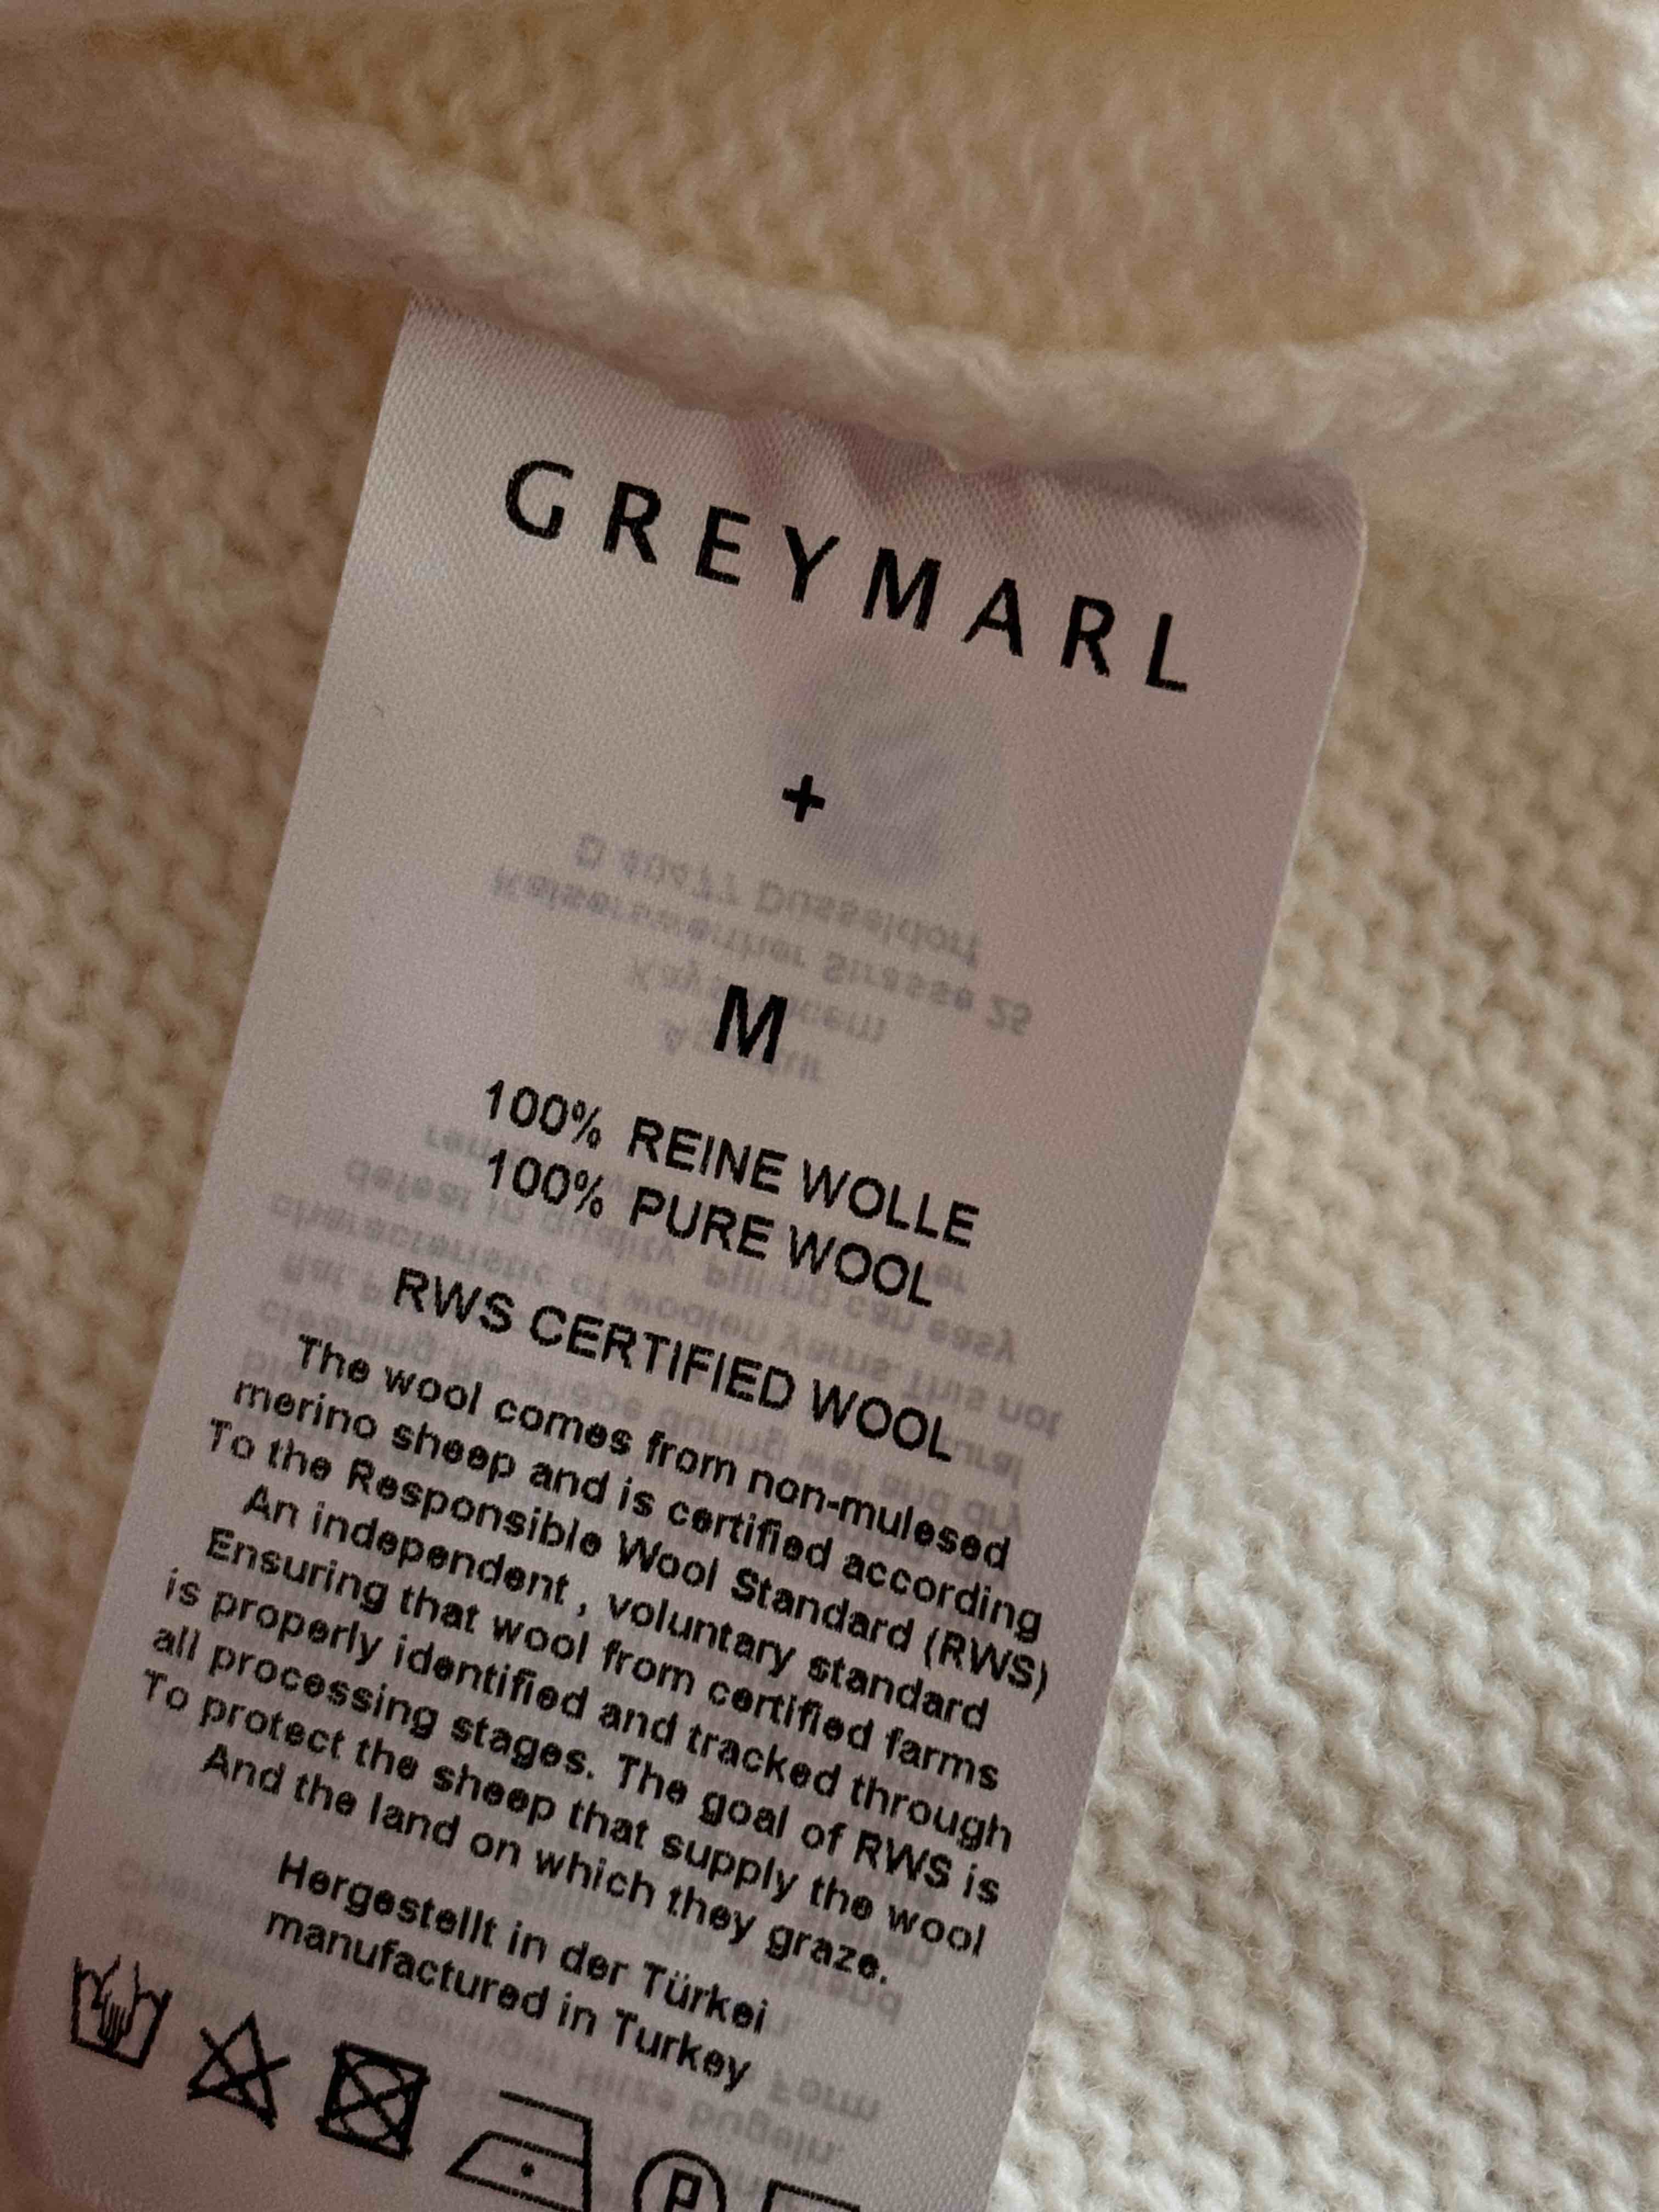 GREYMARL
+
M
100% REINE WOLLE
100% PURE WOOL
RWS CERTIFIED WOOL
The wool comes from non-mulesed
merino sheep and is certified according
To the Responsible Wool Standard (RWS)
An independent , voluntary standard
Ensuring that wool from certified farms
is properly identified and tracked through
all processing stages. The goal of RWS is
To protect the sheep that supply the wool
And the land on which they graze.
Hergestellt in der Türkei
manufactured in Turkey
P